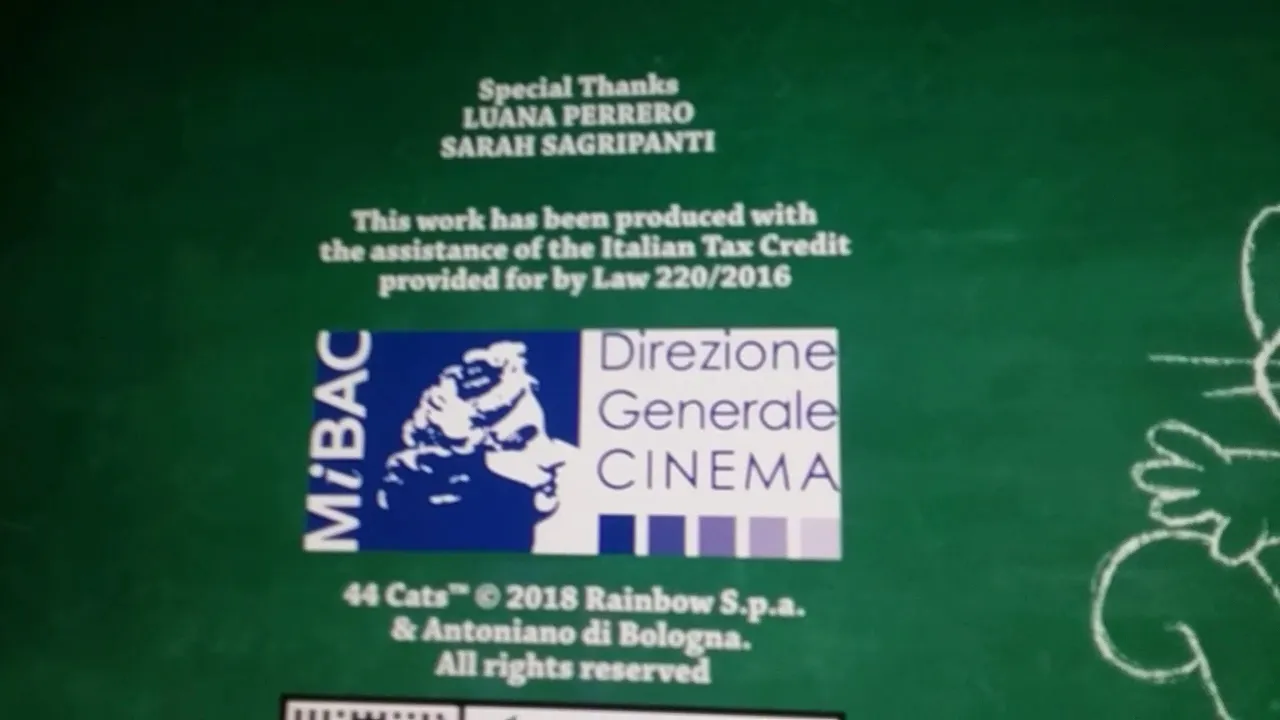 Special Thanks
LUANA PERRERO
SARAH SAGRIPANTI
This work has been produced with
the assistance of the Italian Tax Credit
provided for by Law 220/2016
MiBAC
Direzione
Generale
CINEMA
44 Cats™ © 2018 Rainbow S.p.a.
& Antoniano di Bologna.
All rights reserved